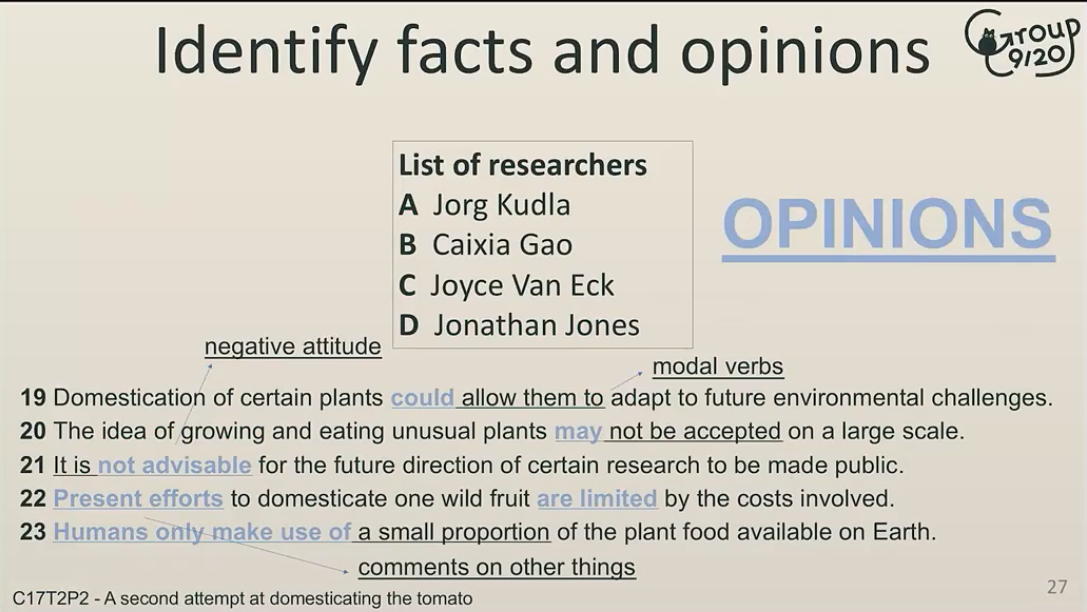 Identify facts and opinions
Group
9/20
List of researchers
A Jorg Kudla
B Caixia Gao
C Joyce Van Eck
D Jonathan Jones
OPINIONS
negative attitude
modal verbs
19 Domestication of certain plants could allow them to adapt to future environmental challenges.
20 The idea of growing and eating unusual plants may not be accepted on a large scale.
21 It is not advisable for the future direction of certain research to be made public.
22 Present efforts to domesticate one wild fruit are limited by the costs involved.
23 Humans only make use of a small proportion of the plant food available on Earth.
comments on other things
C17T2P2 - A second attempt at domesticating the tomato
27